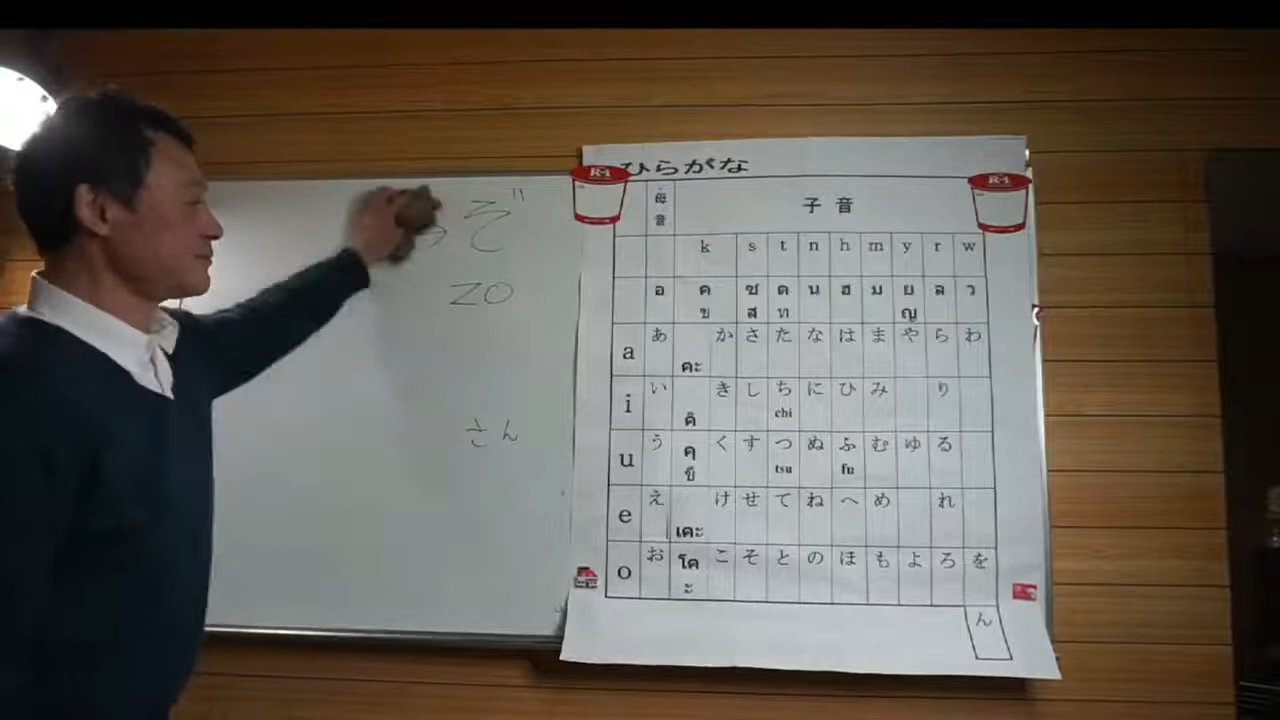 ぞ
ZO
さん
ひらがな
R-1
R-1
母音
子音
k s t n h m y r w
อ ค ซ ต น ฮ ม ย ล ว
ข ส ท ญ
a あ か さ た な は ま や ら わ
คะ
i い き し ち に ひ み り
คิ chi
u う คุ く す つ ぬ ふ む ゆ る
ขึ tsu fu
e え け せ て ね へ め れ
เคะ
o お โคะ こ そ と の ほ も よ ろ を
ん